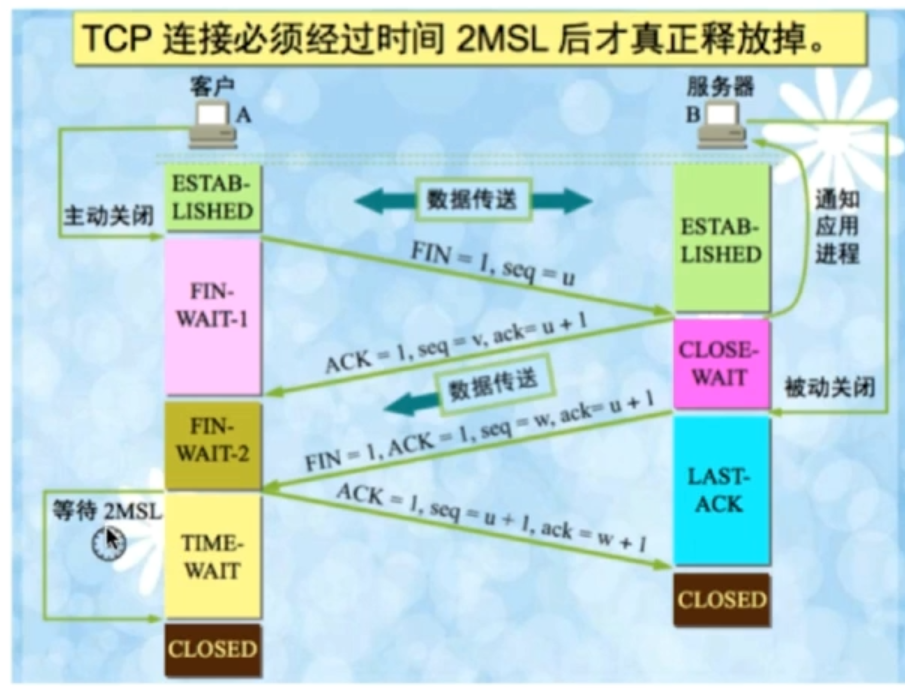 TCP 连接必须经过时间 2MSL 后才真正释放掉。
客户
A
服务器
B
ESTAB-
LISHED
主动关闭
数据传送
ESTAB-
LISHED
通知
应用
进程
FIN = 1, seq = u
FIN-
WAIT-1
ACK = 1, seq = v, ack= u + 1
CLOSE-
WAIT
被动关闭
数据传送
FIN-
WAIT-2
FIN = 1, ACK = 1, seq = w, ack= u + 1
LAST-
ACK
ACK = 1, seq = u + 1, ack = w + 1
等待 2MSL
TIME-
WAIT
CLOSED
CLOSED